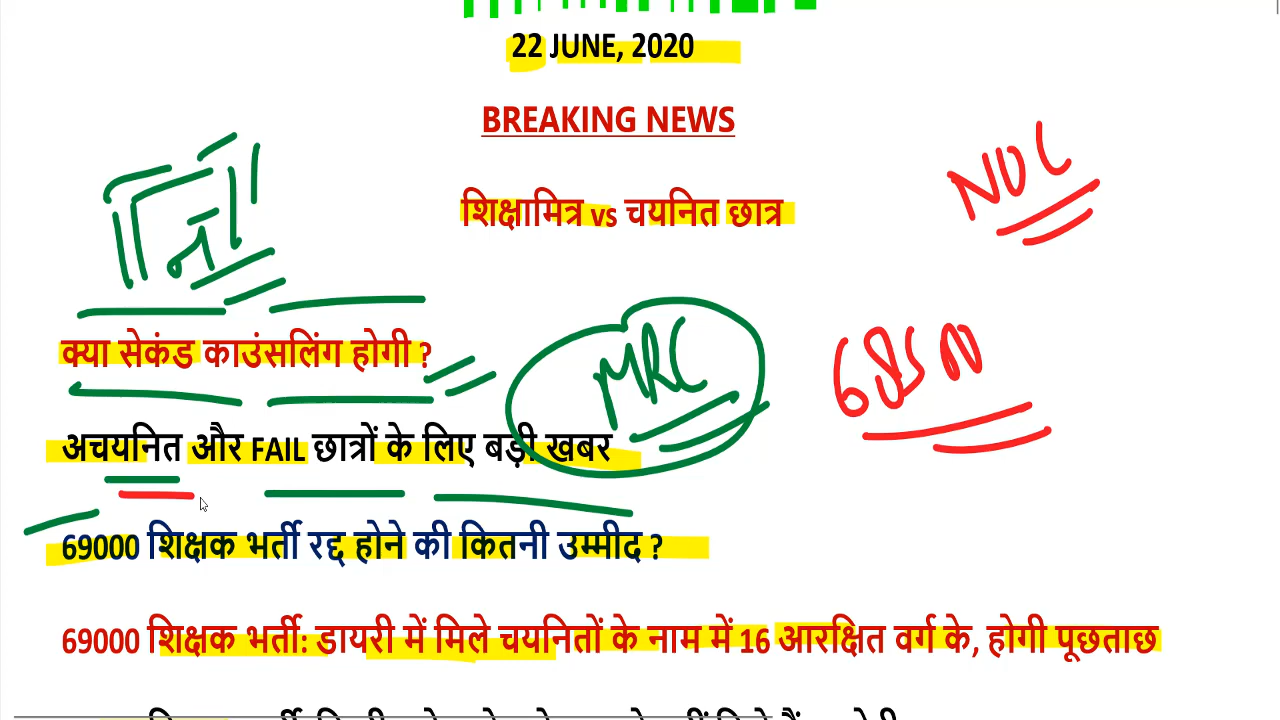 22 JUNE, 2020
BREAKING NEWS
NOC
शिक्षामित्र vs चयनित छात्र
क्या सेकंड काउंसलिंग होगी ?
MRC
68500
अचयनित और FAIL छात्रों के लिए बड़ी खबर
69000 शिक्षक भर्ती रद्द होने की कितनी उम्मीद ?
69000 शिक्षक भर्ती: डायरी में मिले चयनितों के नाम में 16 आरक्षित वर्ग के, होगी पूछताछ